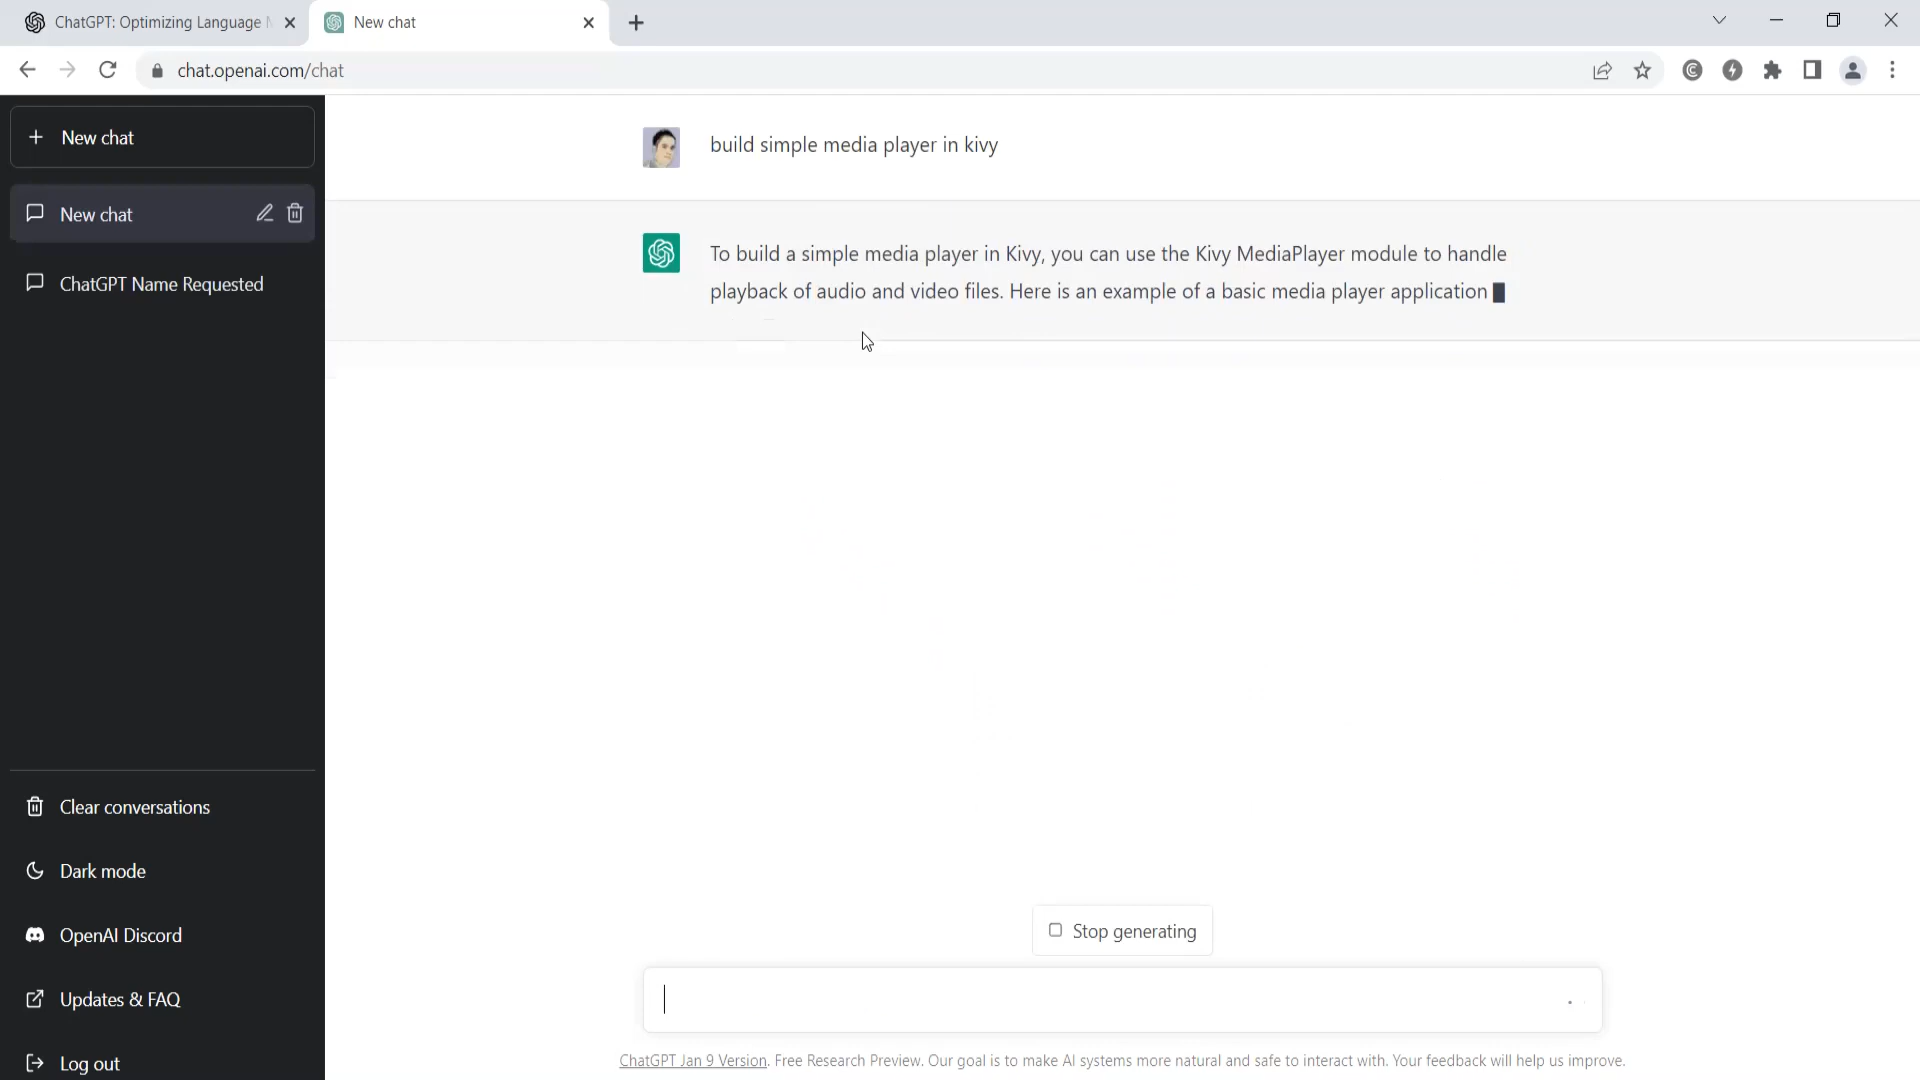 ChatGPT: Optimizing Language
New chat
chat.openai.com/chat
New chat
New chat
ChatGPT Name Requested
Clear conversations
Dark mode
OpenAI Discord
Updates & FAQ
Log out
build simple media player in kivy
To build a simple media player in Kivy, you can use the Kivy MediaPlayer module to handle
playback of audio and video files. Here is an example of a basic media player application
Stop generating
ChatGPT Jan 9 Version. Free Research Preview. Our goal is to make AI systems more natural and safe to interact with. Your feedback will help us improve.